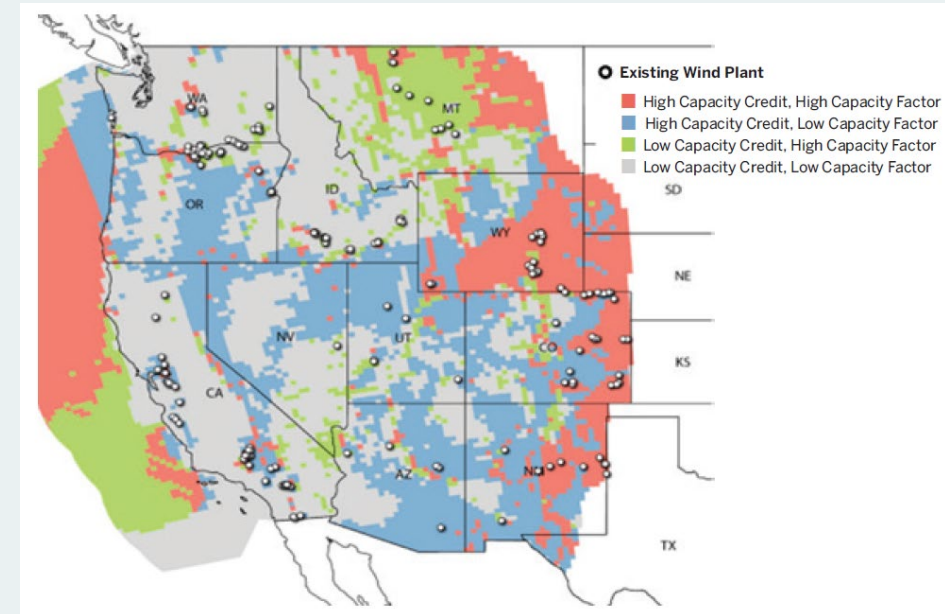 Existing Wind Plant
High Capacity Credit, High Capacity Factor
High Capacity Credit, Low Capacity Factor
Low Capacity Credit, High Capacity Factor
Low Capacity Credit, Low Capacity Factor
WA
MT
OR
ID
SD
WY
NE
NV
UT
CO
KS
CA
AZ
NM
TX